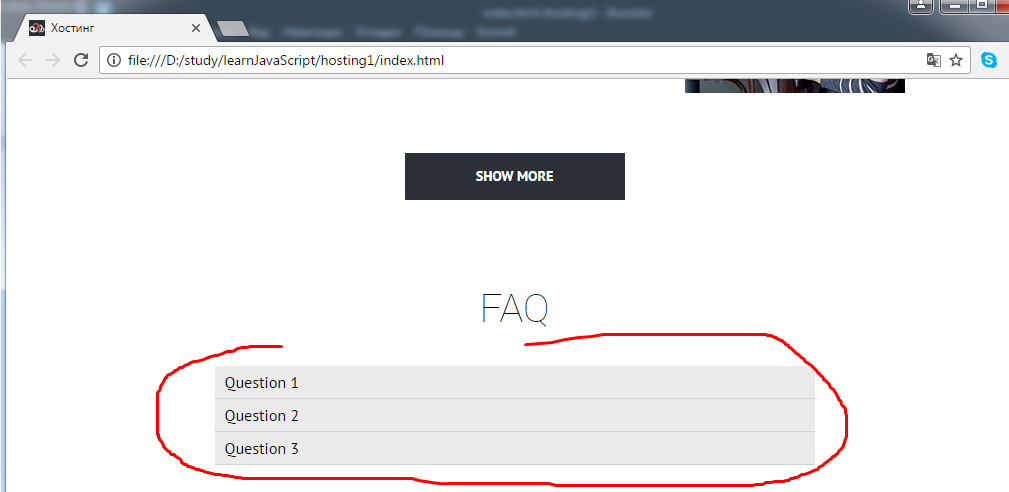 Хостинг
file:///D:/study/learnJavaScript/hosting1/index.html
SHOW MORE
FAQ
Question 1
Question 2
Question 3